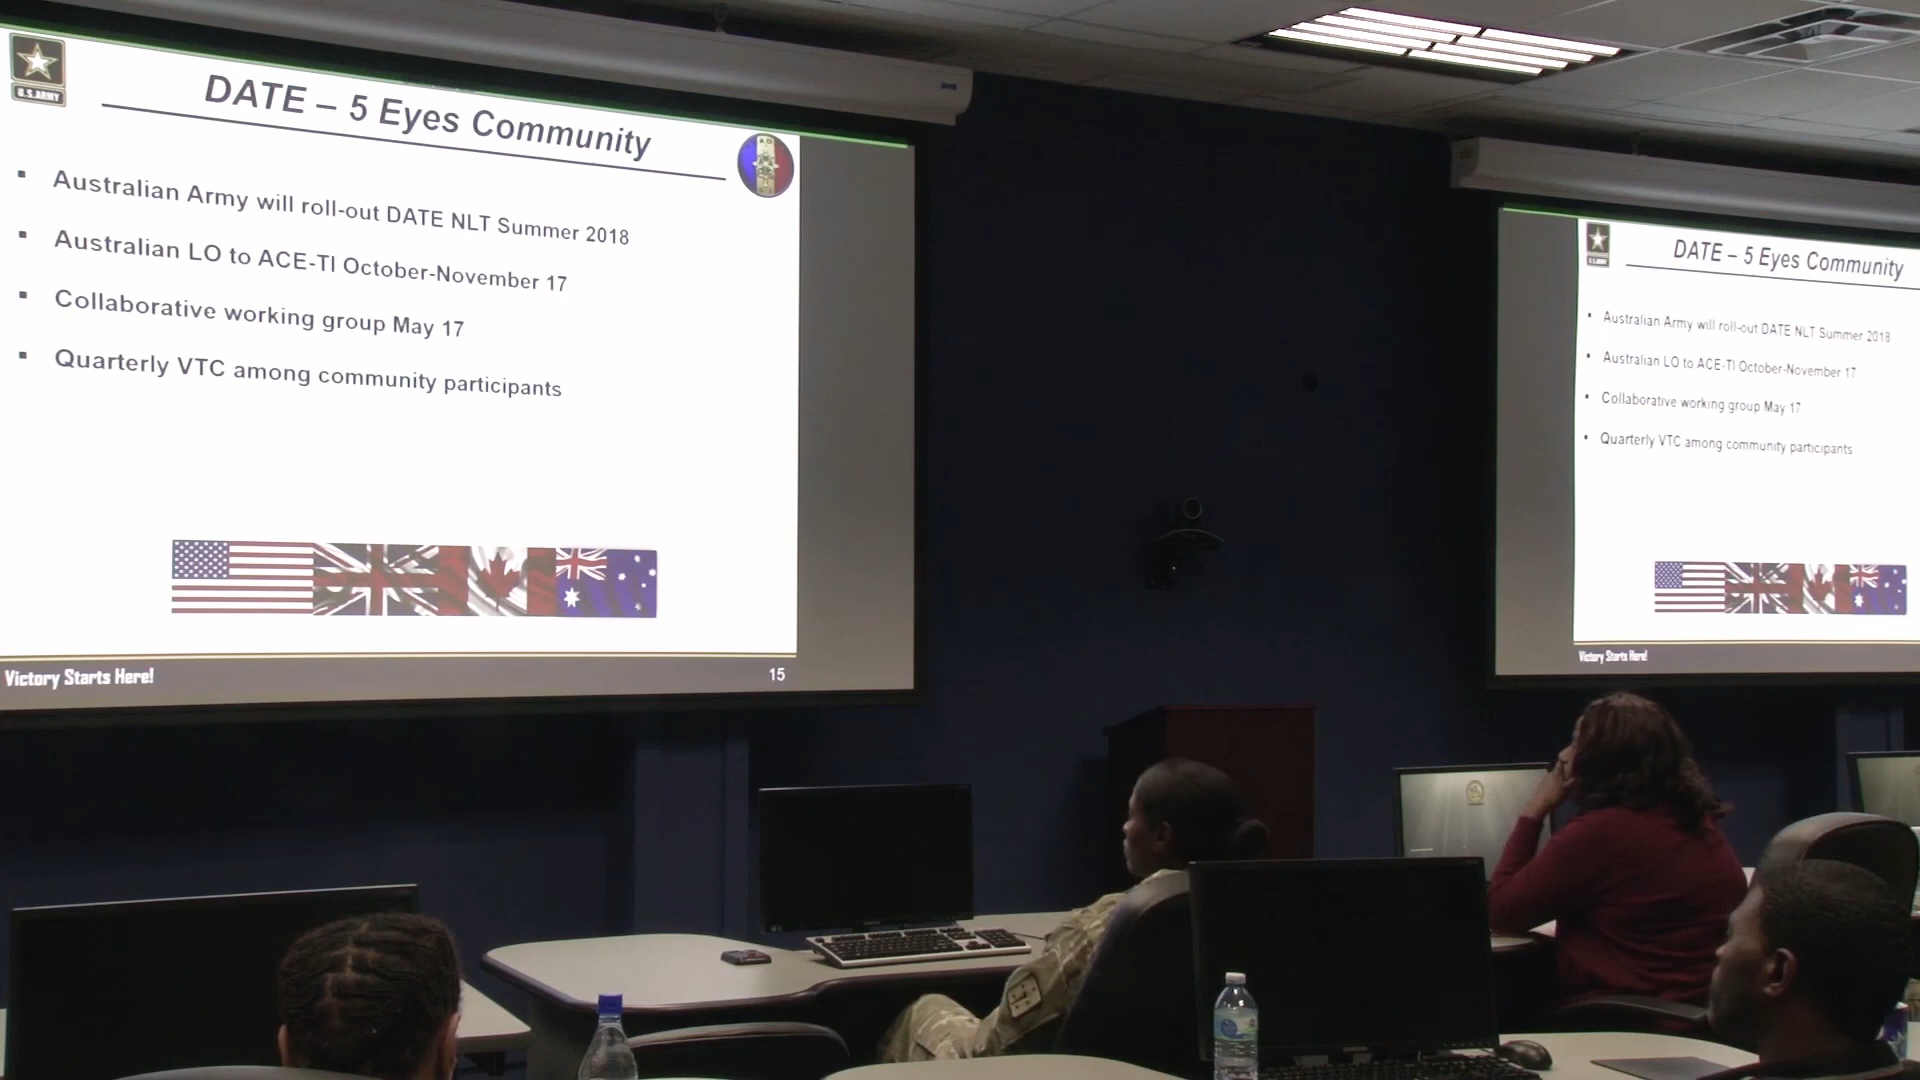 U.S.ARMY
DATE – 5 Eyes Community
▪ Australian Army will roll-out DATE NLT Summer 2018
▪ Australian LO to ACE-TI October-November 17
▪ Collaborative working group May 17
▪ Quarterly VTC among community participants
Victory Starts Here!
15
DATE – 5 Eyes Community
▪ Australian Army will roll-out DATE NLT Summer 2018
▪ Australian LO to ACE-TI October-November 17
▪ Collaborative working group May 17
▪ Quarterly VTC among community participants
Victory Starts Here!